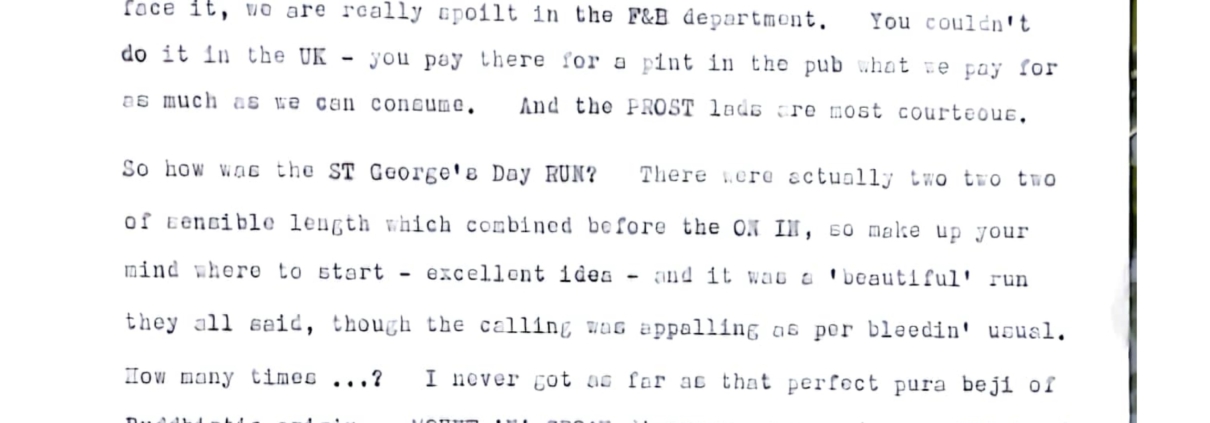 face it, we are really spoilt in the F&B department. You couldn't
do it in the UK - you pay there for a pint in the pub what we pay for
as much as we can consume. And the PROST lads are most courteous.
So how was the ST George's Day RUN? There were actually two two two
of sensible length which combined before the ON IN, so make up your
mind where to start - excellent idea - and it was a 'beautiful' run
they all said, though the calling was appalling as per bleedin' usual.
How many times ...? I never got as far as that perfect pura beji of